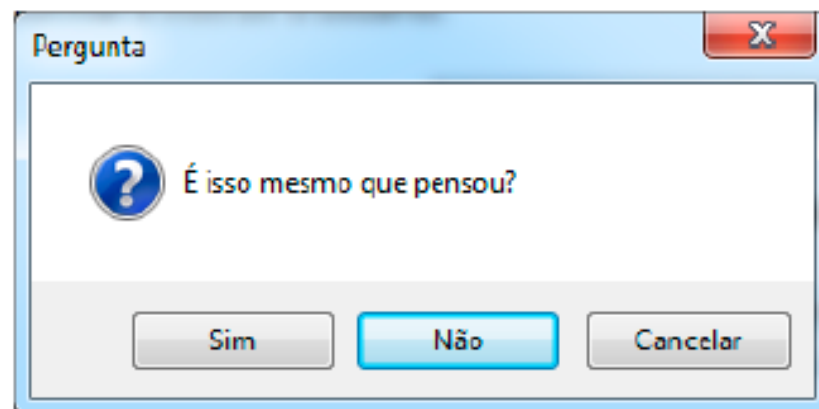 Pergunta
É isso mesmo que pensou?
Sim
Não
Cancelar